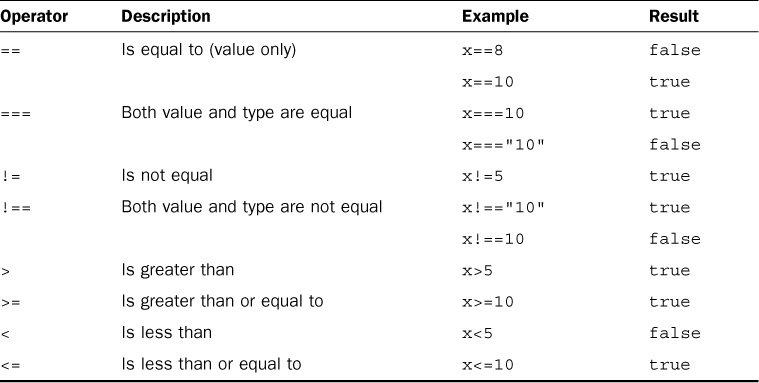 Operator Description Example Result
== Is equal to (value only) x==8 false
x==10 true
=== Both value and type are equal x===10 true
x==="10" false
!= Is not equal x!=5 true
!== Both value and type are not equal x!=="10" true
x!==10 false
> Is greater than x>5 true
>= Is greater than or equal to x>=10 true
< Is less than x<5 false
<= Is less than or equal to x<=10 true